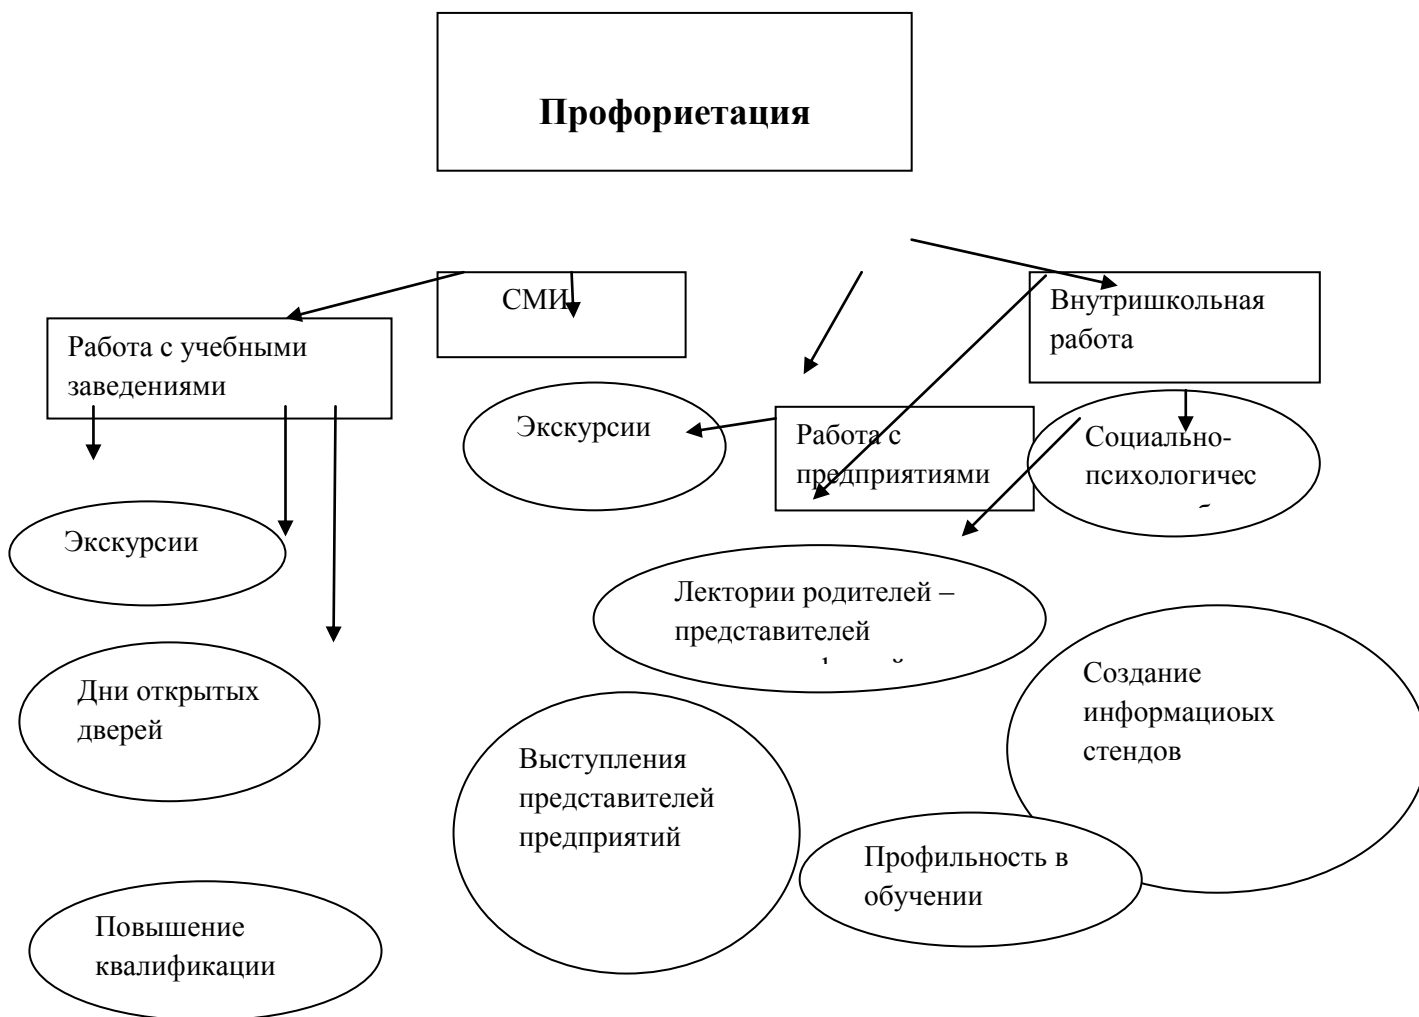 Профориетация
СМИ
Внутришкольная
работа
Работа с учебными
заведениями
Экскурсии
Работа с
предприятиями
Социально-
психологичес
Экскурсии
Лектории родителей –
представителей
Создание
информациоых
стендов
Дни открытых
дверей
Выступления
представителей
предприятий
Профильность в
обучении
Повышение
квалификации